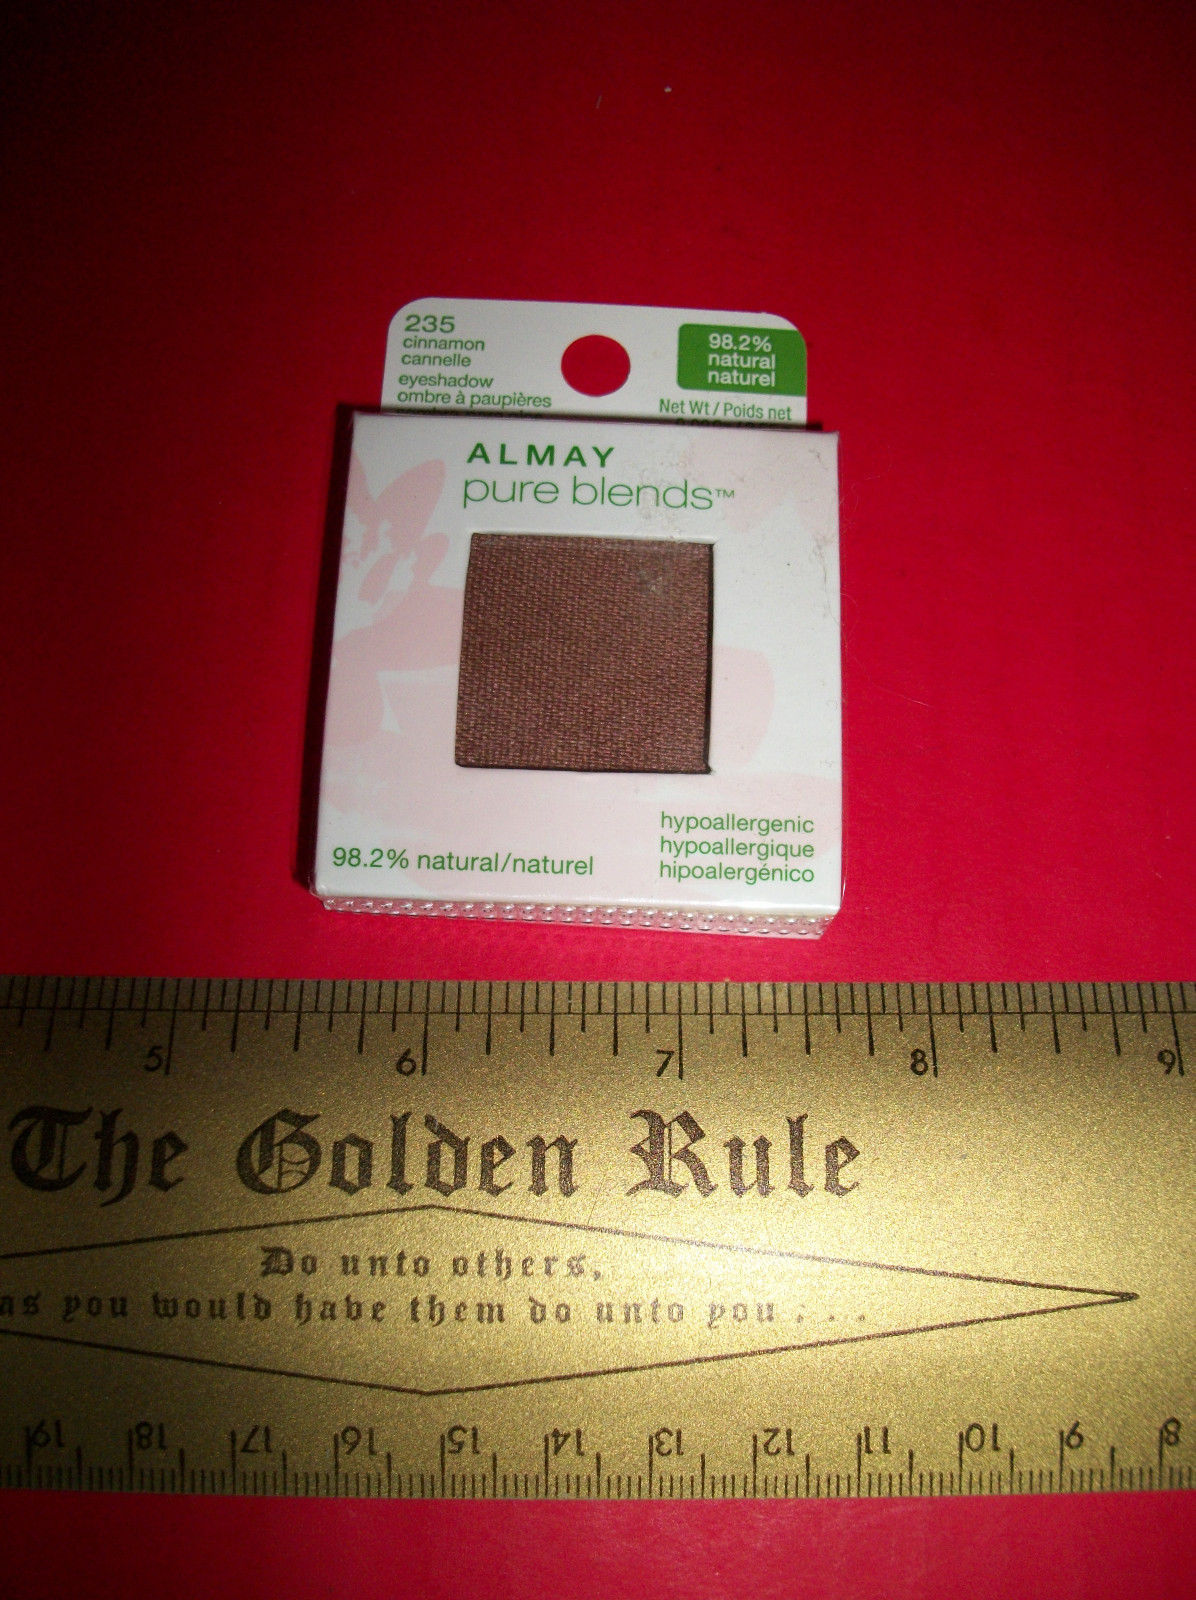 235
cinnamon
cannelle
eyeshadow
ombre à paupières
98.2%
natural
naturel
Net Wt / Poids net
ALMAY
pure blends™
98.2% natural/naturel
hypoallergenic
hypoallergique
hipoalergénico
5 6 7 8 9
The Golden Rule
Do unto others,
as you would have them do unto you . . . .
19 18 17 16 15 14 13 12 11 10 9 8